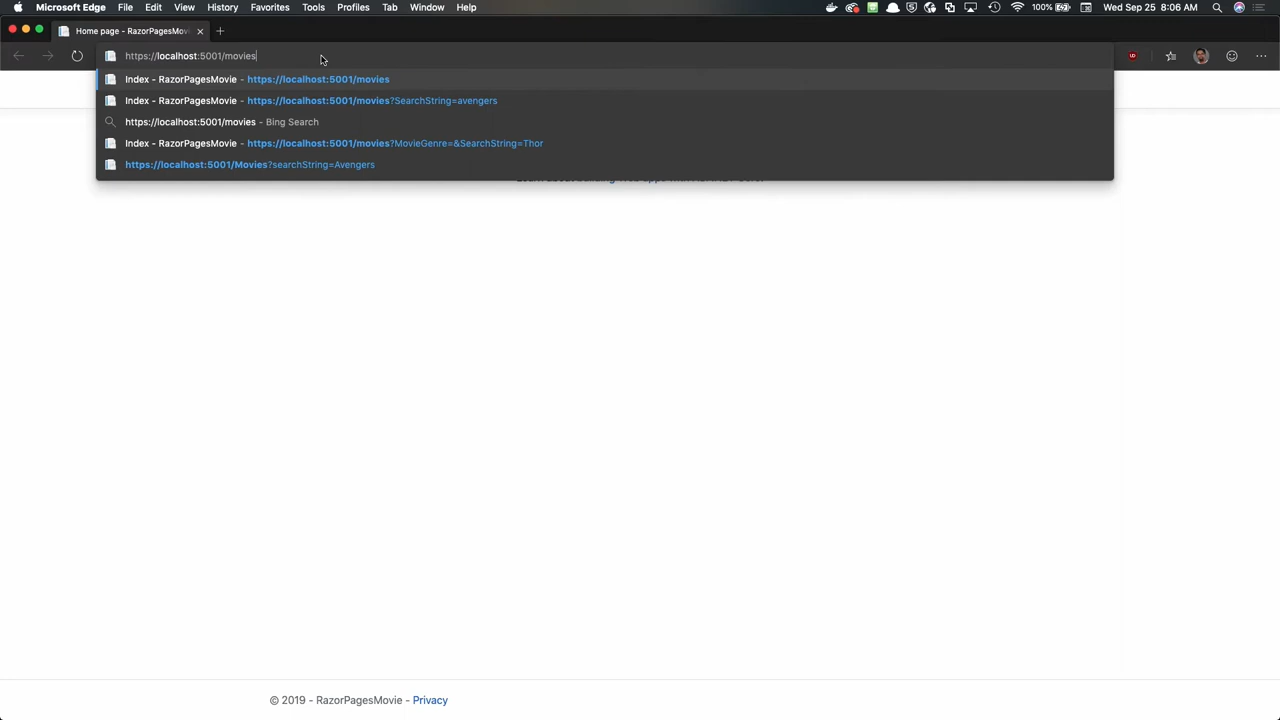 Microsoft Edge File Edit View History Favorites Tools Profiles Tab Window Help 100% Wed Sep 25 8:06 AM
Home page - RazorPagesMovi
https://localhost:5001/movies
Index - RazorPagesMovie - https://localhost:5001/movies
Index - RazorPagesMovie - https://localhost:5001/movies?SearchString=avengers
https://localhost:5001/movies - Bing Search
Index - RazorPagesMovie - https://localhost:5001/movies?MovieGenre=&SearchString=Thor
https://localhost:5001/Movies?searchString=Avengers
© 2019 - RazorPagesMovie - Privacy